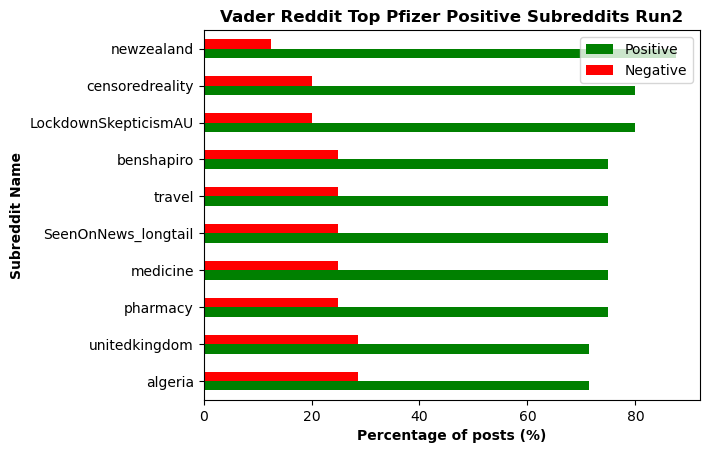 Vader Reddit Top Pfizer Positive Subreddits Run2
Positive
Negative
Subreddit Name
newzealand
censoredreality
LockdownSkepticismAU
benshapiro
travel
SeenOnNews_longtail
medicine
pharmacy
unitedkingdom
algeria
0 20 40 60 80
Percentage of posts (%)